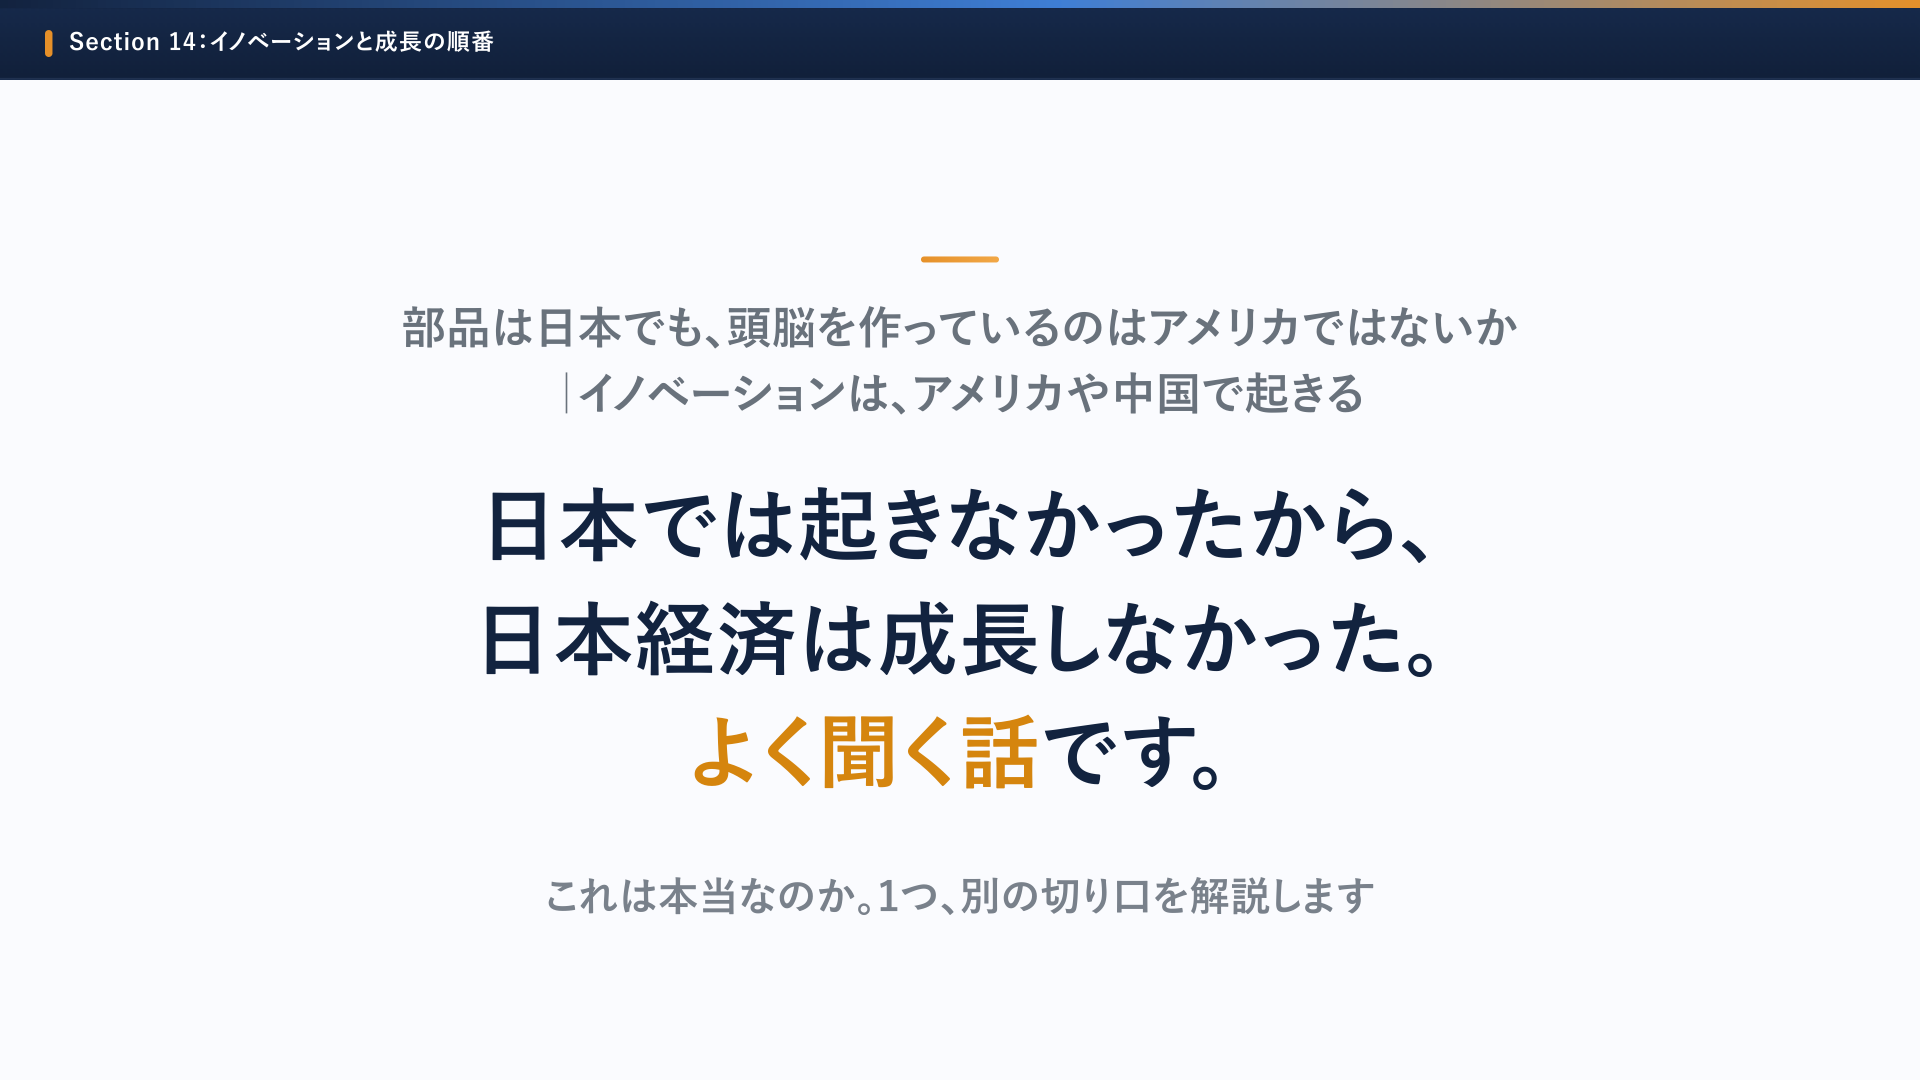 Section 14：イノベーションと成長の順番
部品は日本でも、頭脳を作っているのはアメリカではないか
｜イノベーションは、アメリカや中国で起きる
日本では起きなかったから、
日本経済は成長しなかった。
よく聞く話です。
これは本当なのか。1つ、別の切り口を解説します